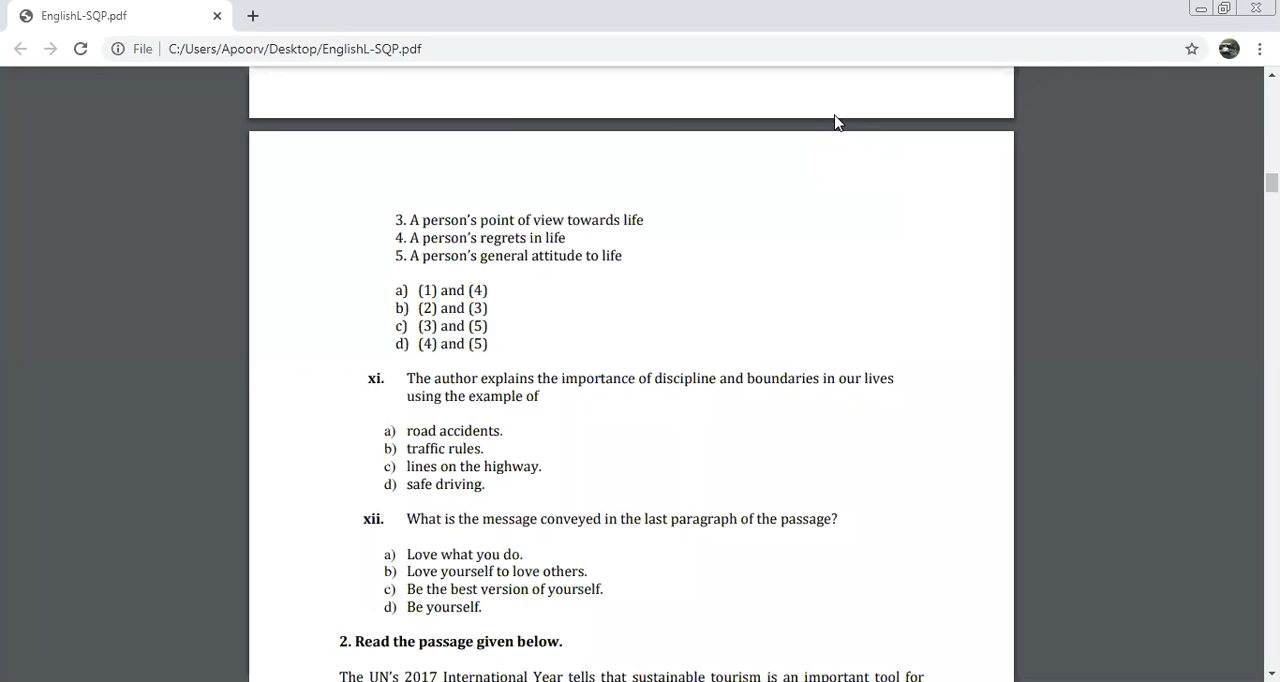 EnglishL-SQP.pdf
File
C:/Users/Apoorv/Desktop/EnglishL-SQP.pdf
3. A person's point of view towards life
4. A person's regrets in life
5. A person's general attitude to life
a) (1) and (4)
b) (2) and (3)
c) (3) and (5)
d) (4) and (5)
xi. The author explains the importance of discipline and boundaries in our lives
using the example of
a) road accidents.
b) traffic rules.
c) lines on the highway.
d) safe driving.
xii. What is the message conveyed in the last paragraph of the passage?
a) Love what you do.
b) Love yourself to love others.
c) Be the best version of yourself.
d) Be yourself.
2. Read the passage given below.
The UN's 2017 International Year tells that sustainable tourism is an important tool for